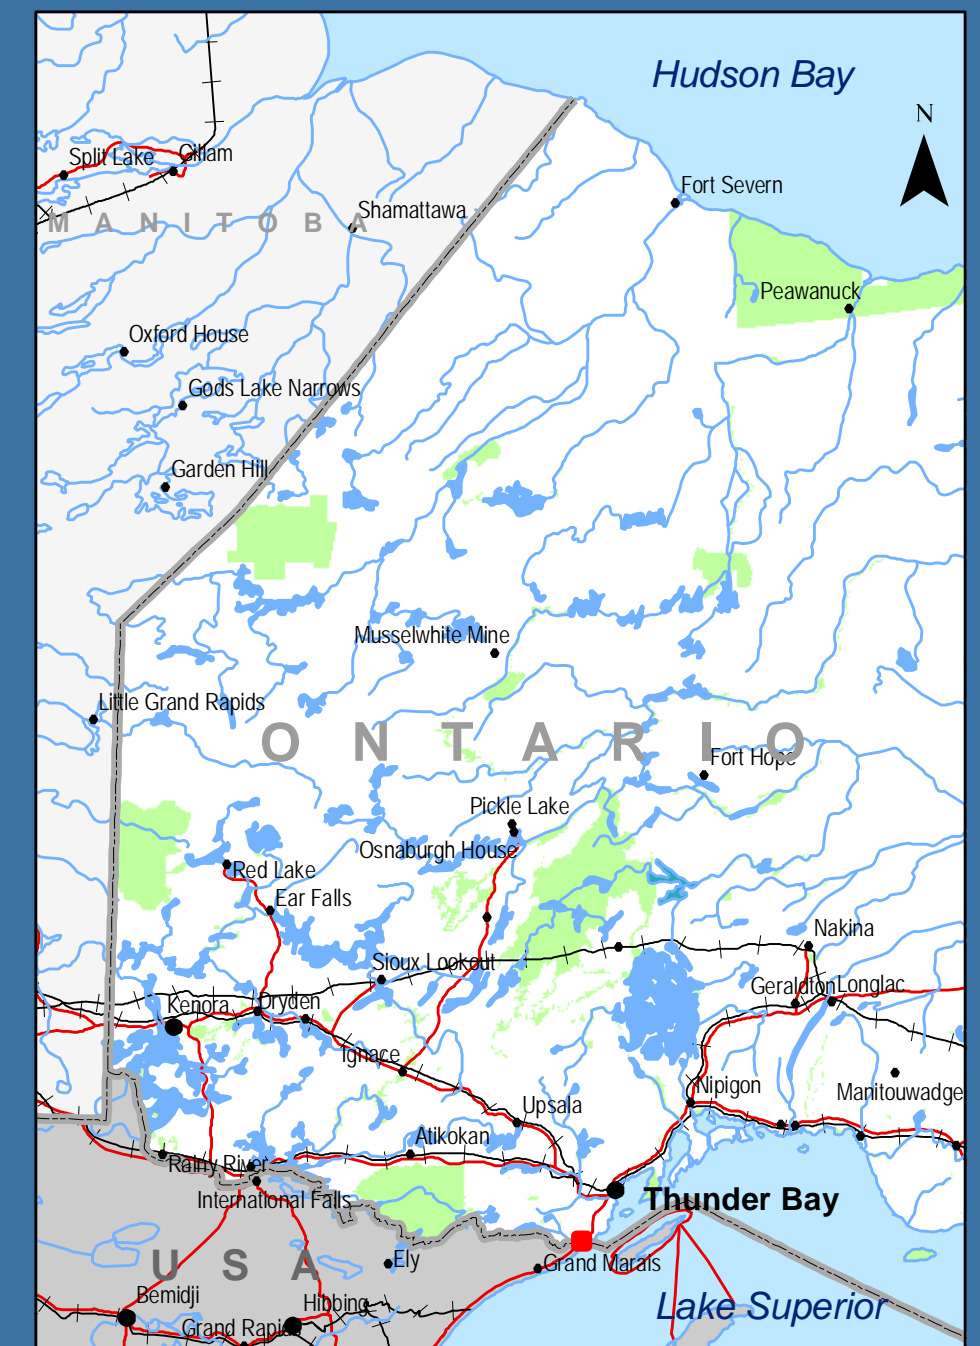 Hudson Bay
N
Split Lake
Gillam
Fort Severn
Shamattawa
MANITOBA
Peawanuck
Oxford House
Gods Lake Narrows
Garden Hill
Musselwhite Mine
Little Grand Rapids
ONTARIO
Fort Hope
Pickle Lake
Osnaburgh House
Red Lake
Ear Falls
Nakina
Sioux Lookout
Geraldton
Longlac
Kenora
Dryden
Ignace
Nipigon
Manitouwadge
Upsala
Atikokan
Rainy River
International Falls
Thunder Bay
Ely
Grand Marais
USA
Bemidji
Hibbing
Lake Superior
Grand Rapids